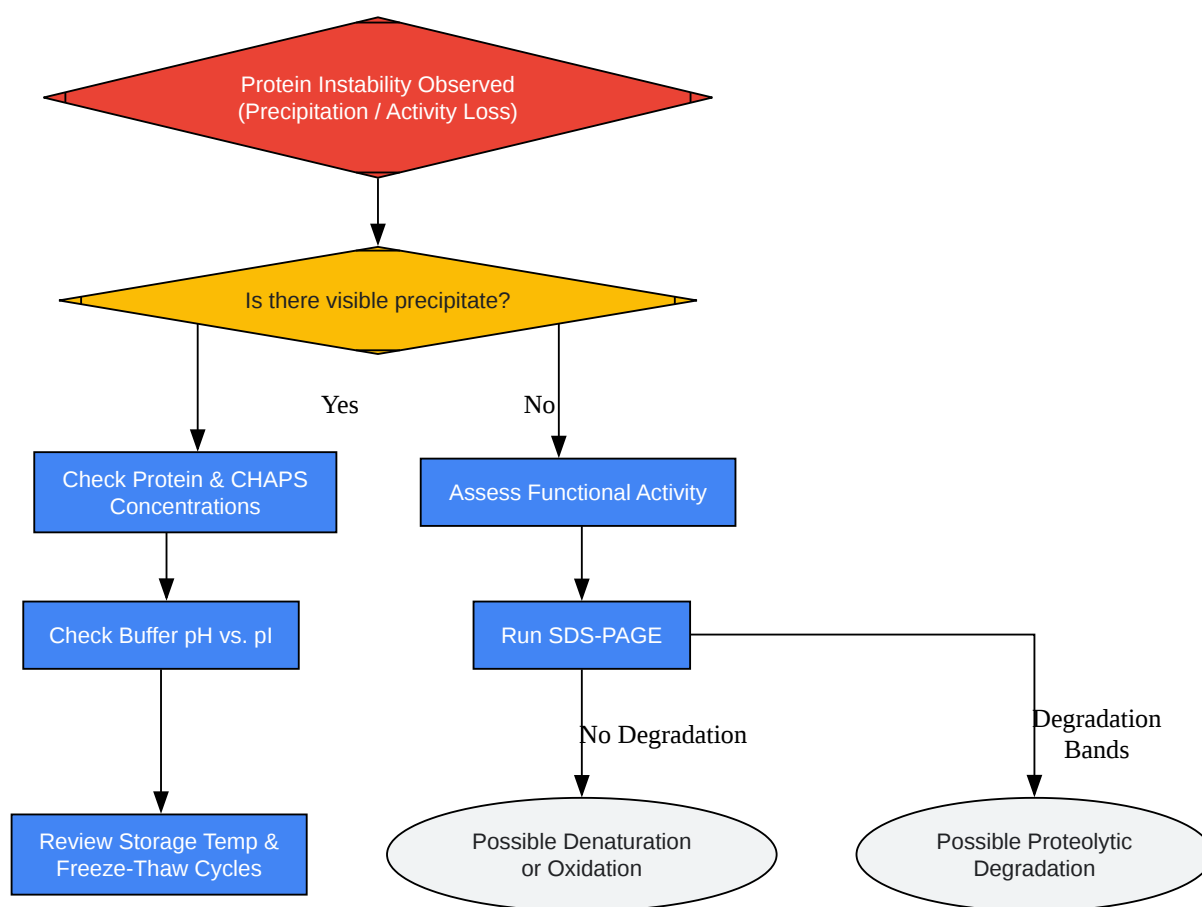 Protein Instability Observed
(Precipitation / Activity Loss)
Is there visible precipitate?
Yes
No
Check Protein & CHAPS
Concentrations
Assess Functional Activity
Check Buffer pH vs. pI
Run SDS-PAGE
No Degradation
Degradation
Bands
Review Storage Temp &
Freeze-Thaw Cycles
Possible Denaturation
or Oxidation
Possible Proteolytic
Degradation